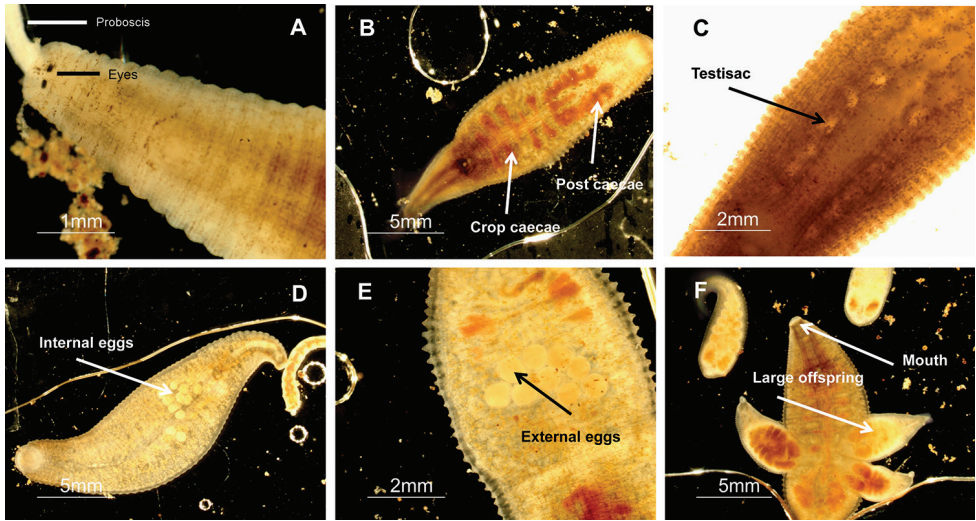 Proboscis
A
Eyes
1mm
B
Post caecae
Crop caecae
5mm
C
Testisac
2mm
D
Internal eggs
5mm
E
External eggs
2mm
F
Mouth
Large offspring
5mm